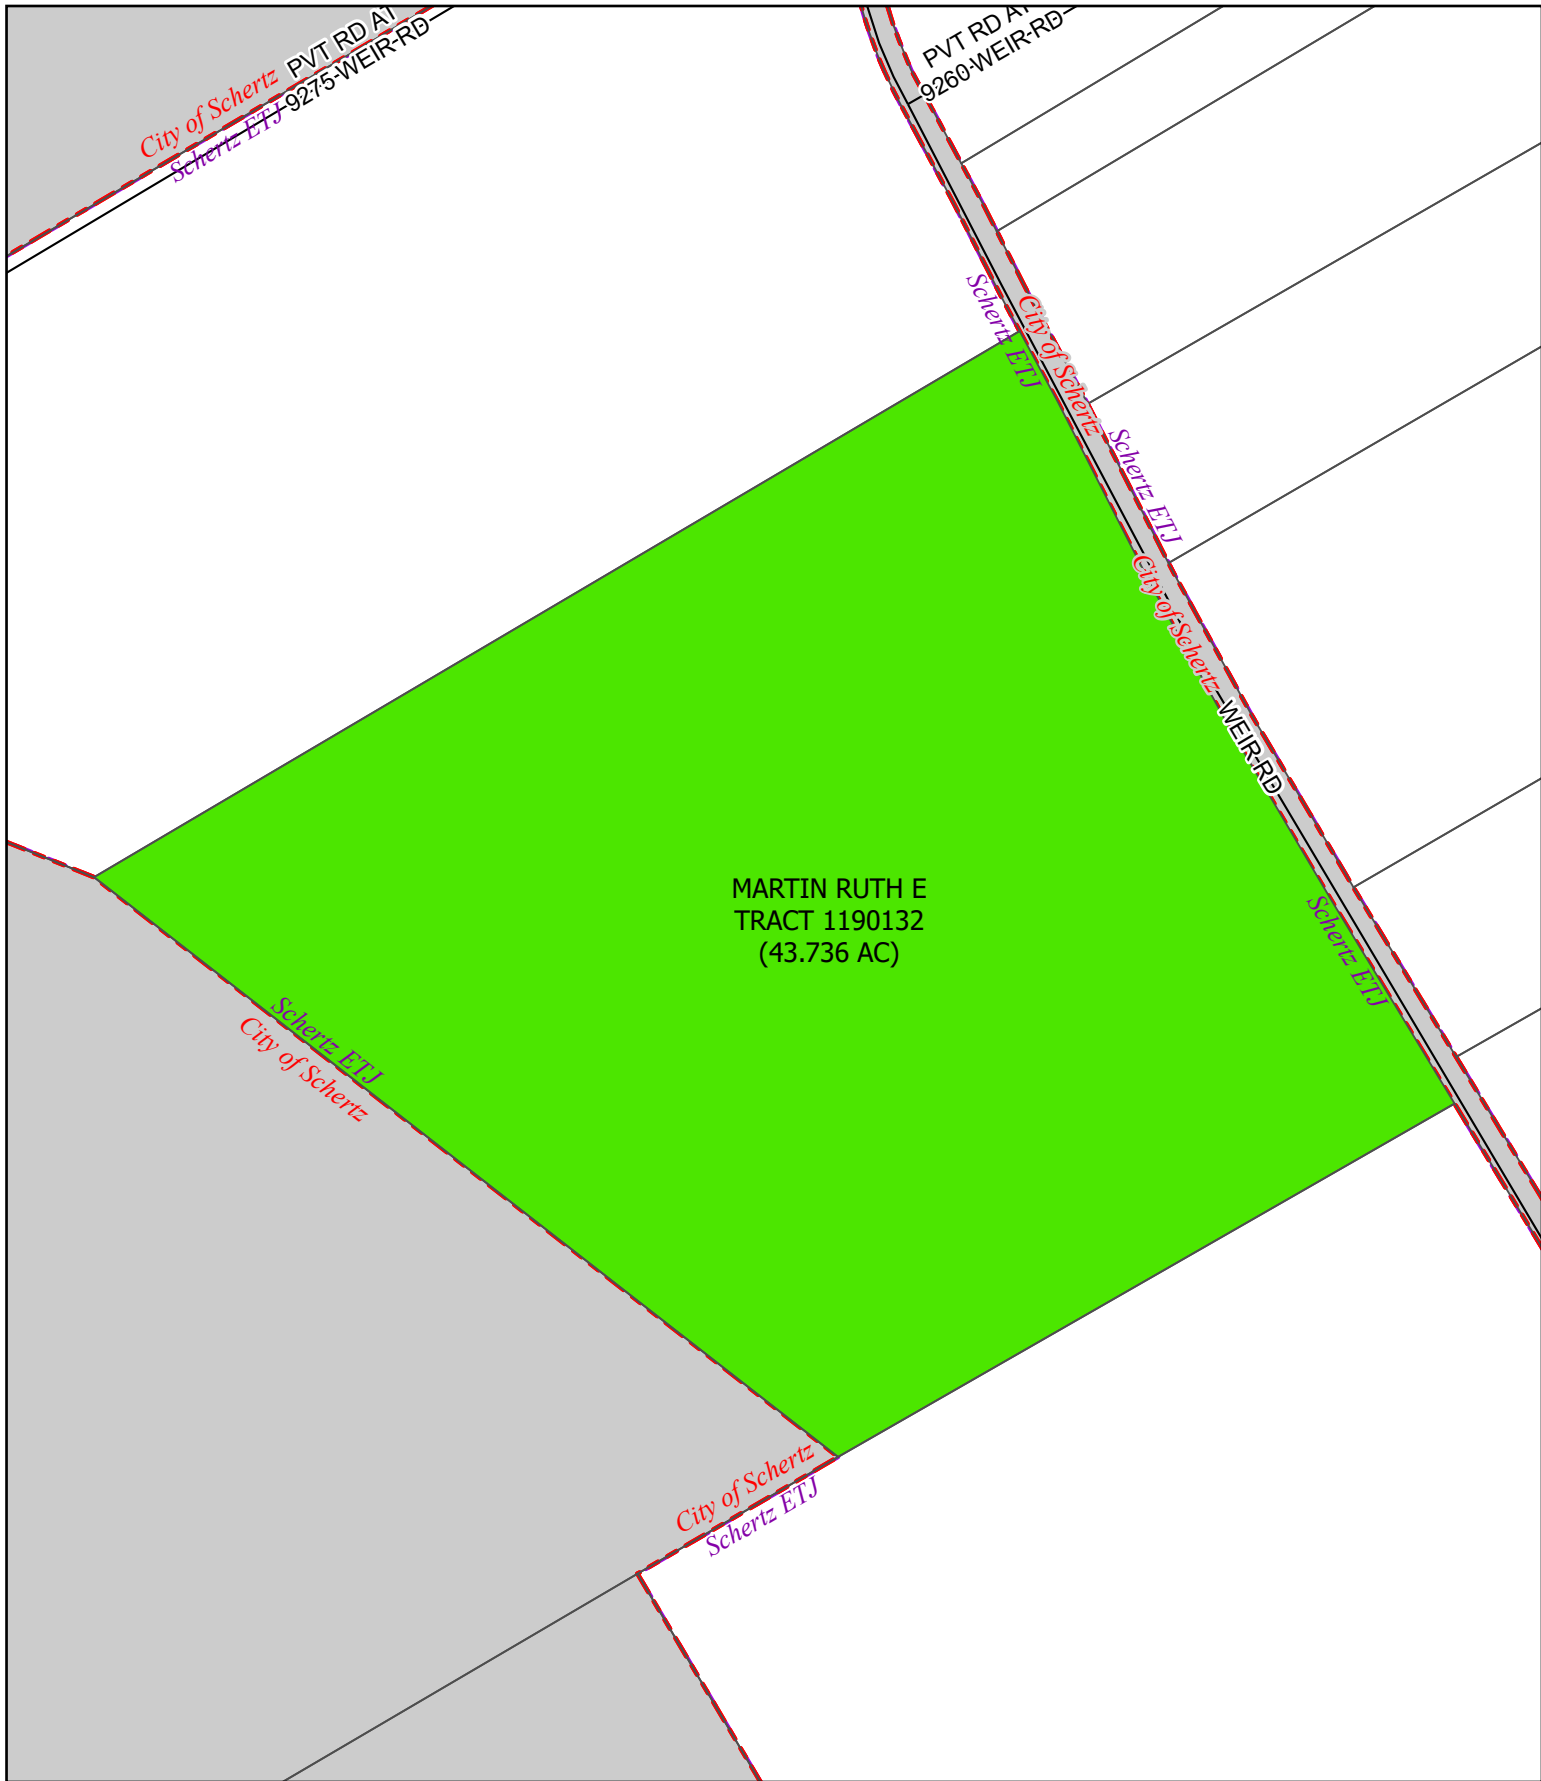 PVT RD AT
9275-WEIR-RD
City of Schertz
Schertz ETJ
PVT RD AT
9260-WEIR-RD
Schertz ETJ
City of Schertz
Schertz ETJ
City of Schertz
WEIR-RD
MARTIN RUTH E
TRACT 1190132
(43.736 AC)
Schertz ETJ
Schertz ETJ
City of Schertz
City of Schertz
Schertz ETJ